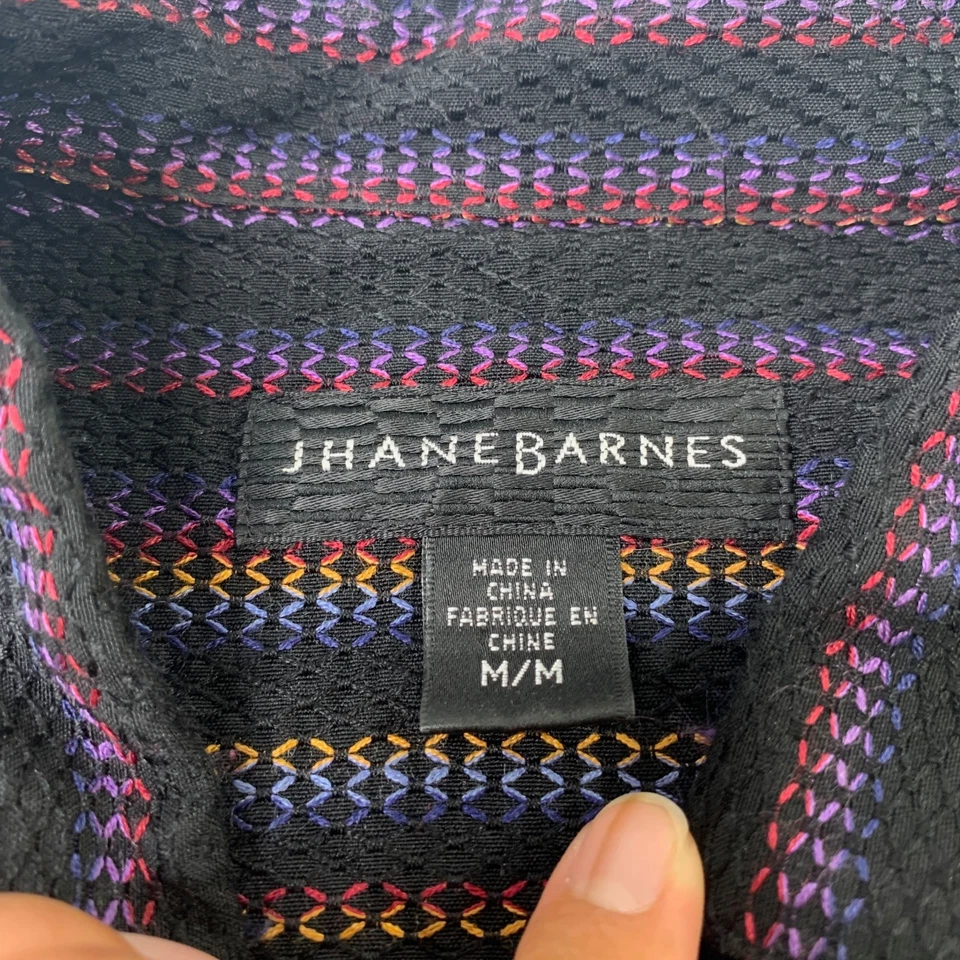 JHANEBARNES
MADE IN
CHINA
FABRIQUE EN
CHINE
M/M